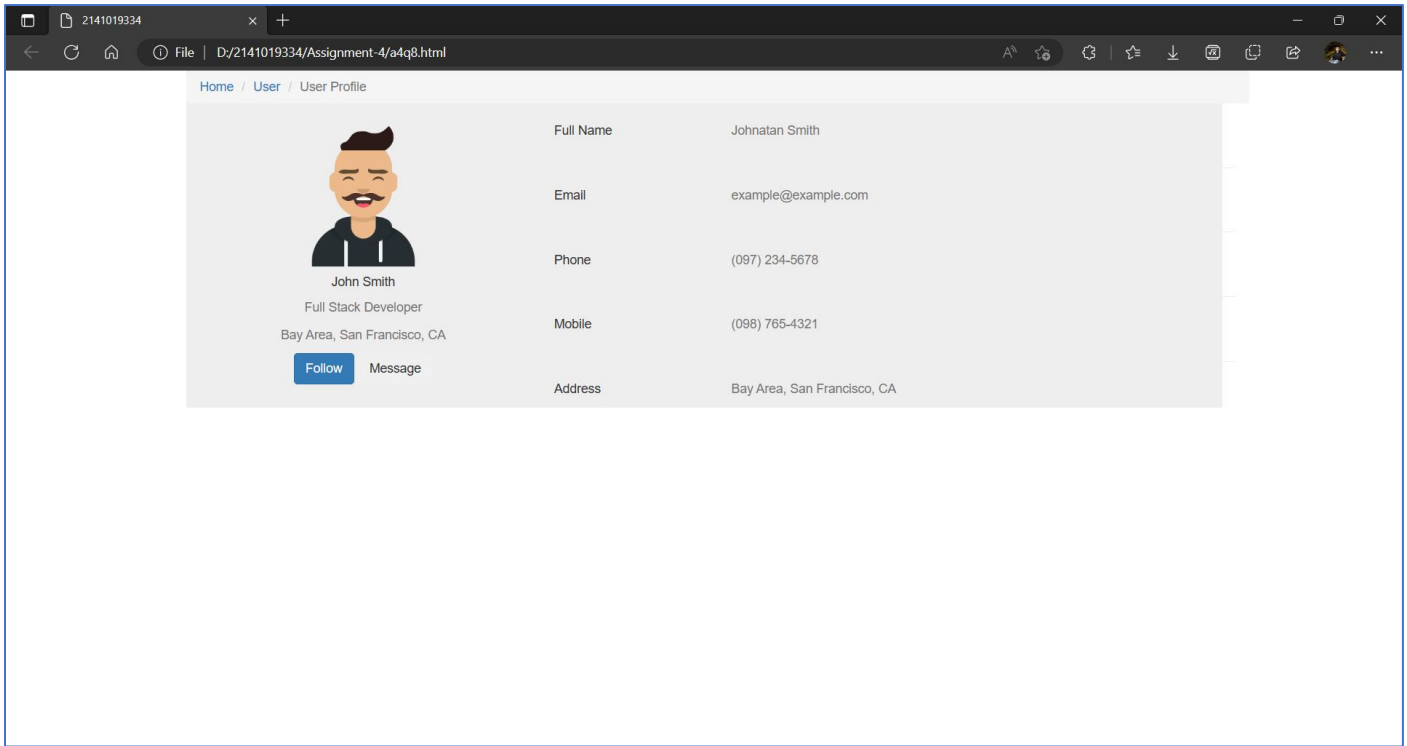 2141019334
File | D:/2141019334/Assignment-4/a4q8.html
Home / User / User Profile
John Smith
Full Stack Developer
Bay Area, San Francisco, CA
Follow Message
Full Name Johnatan Smith
Email example@example.com
Phone (097) 234-5678
Mobile (098) 765-4321
Address Bay Area, San Francisco, CA